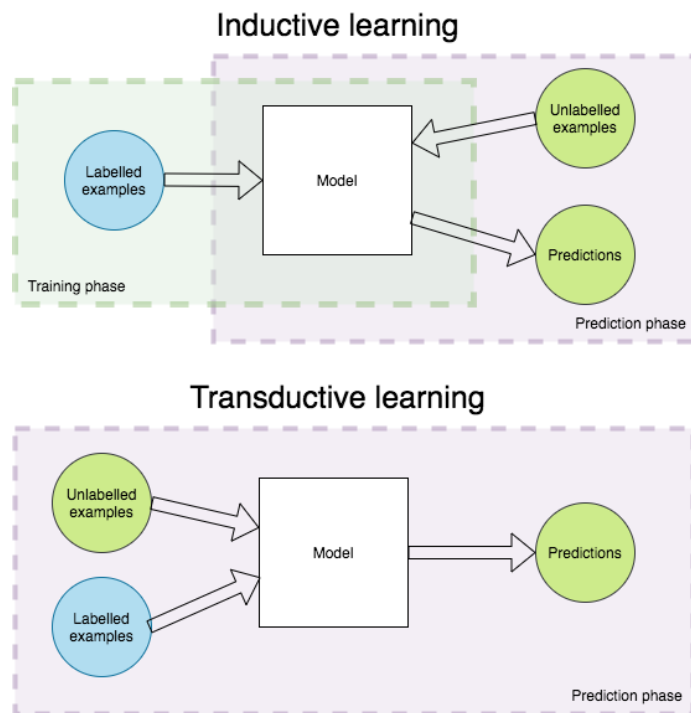 Inductive learning
Unlabelled
examples
Labelled
examples
Model
Predictions
Training phase
Prediction phase
Transductive learning
Unlabelled
examples
Model
Predictions
Labelled
examples
Prediction phase